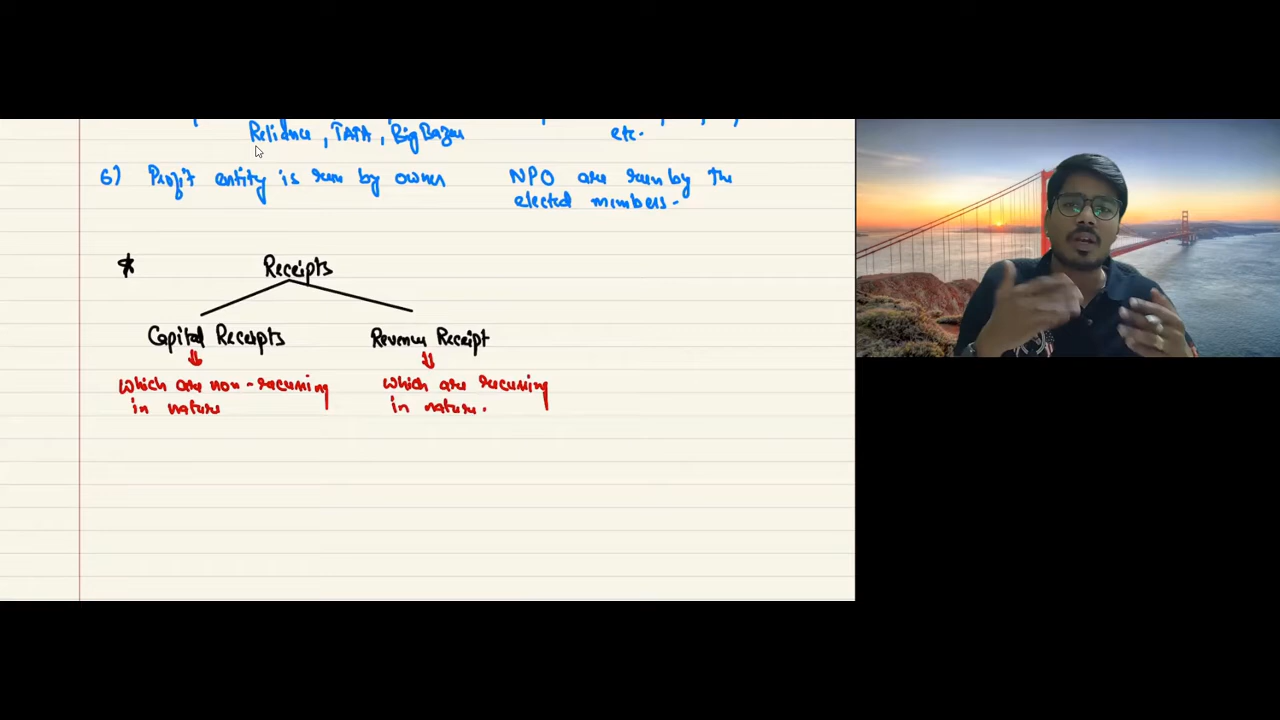 Reliance, TATA, Big Bazar
etc.
6) Profit entity is run by owner
NPO are run by the
elected members.
* Receipts
Capital Receipts
Revenue Receipt
which are non-recurring
in nature
which are recurring
in nature.